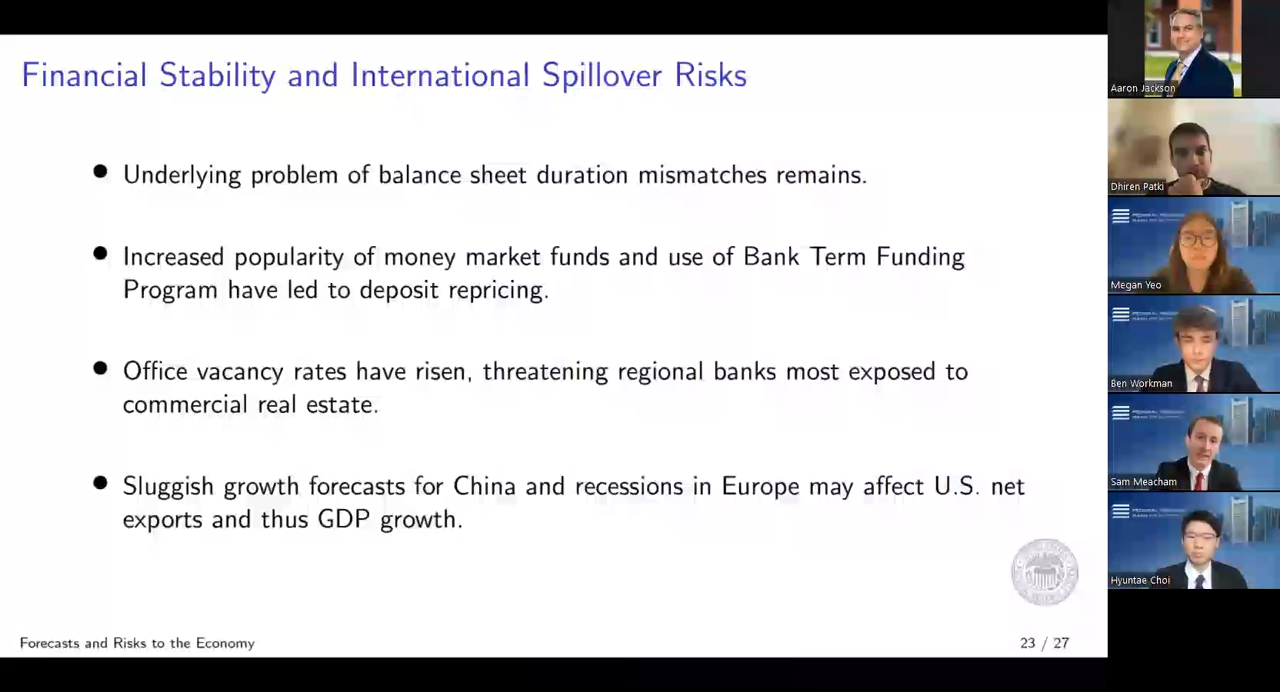 Financial Stability and International Spillover Risks
Underlying problem of balance sheet duration mismatches remains.
Increased popularity of money market funds and use of Bank Term Funding
Program have led to deposit repricing.
Office vacancy rates have risen, threatening regional banks most exposed to
commercial real estate.
Sluggish growth forecasts for China and recessions in Europe may affect U.S. net
exports and thus GDP growth.
Forecasts and Risks to the Economy
23 / 27
Aaron Jackson
Dhiren Patki
Megan Yeo
Ben Workman
Sam Meacham
Hyuntae Choi